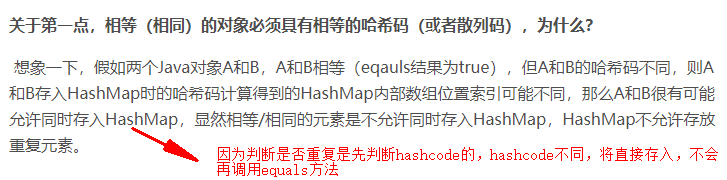 关于第一点，相等（相同）的对象必须具有相等的哈希码（或者散列码），为什么？
想象一下，假如两个Java对象A和B，A和B相等（eqauls结果为true），但A和B的哈希码不同，则A
和B存入HashMap时的哈希码计算得到的HashMap内部数组位置索引可能不同，那么A和B很有可能
允许同时存入HashMap，显然相等/相同的元素是不允许同时存入HashMap，HashMap不允许存放
重复元素。
因为判断是否重复是先判断hashcode的，hashcode不同，将直接存入，不会
再调用equals方法